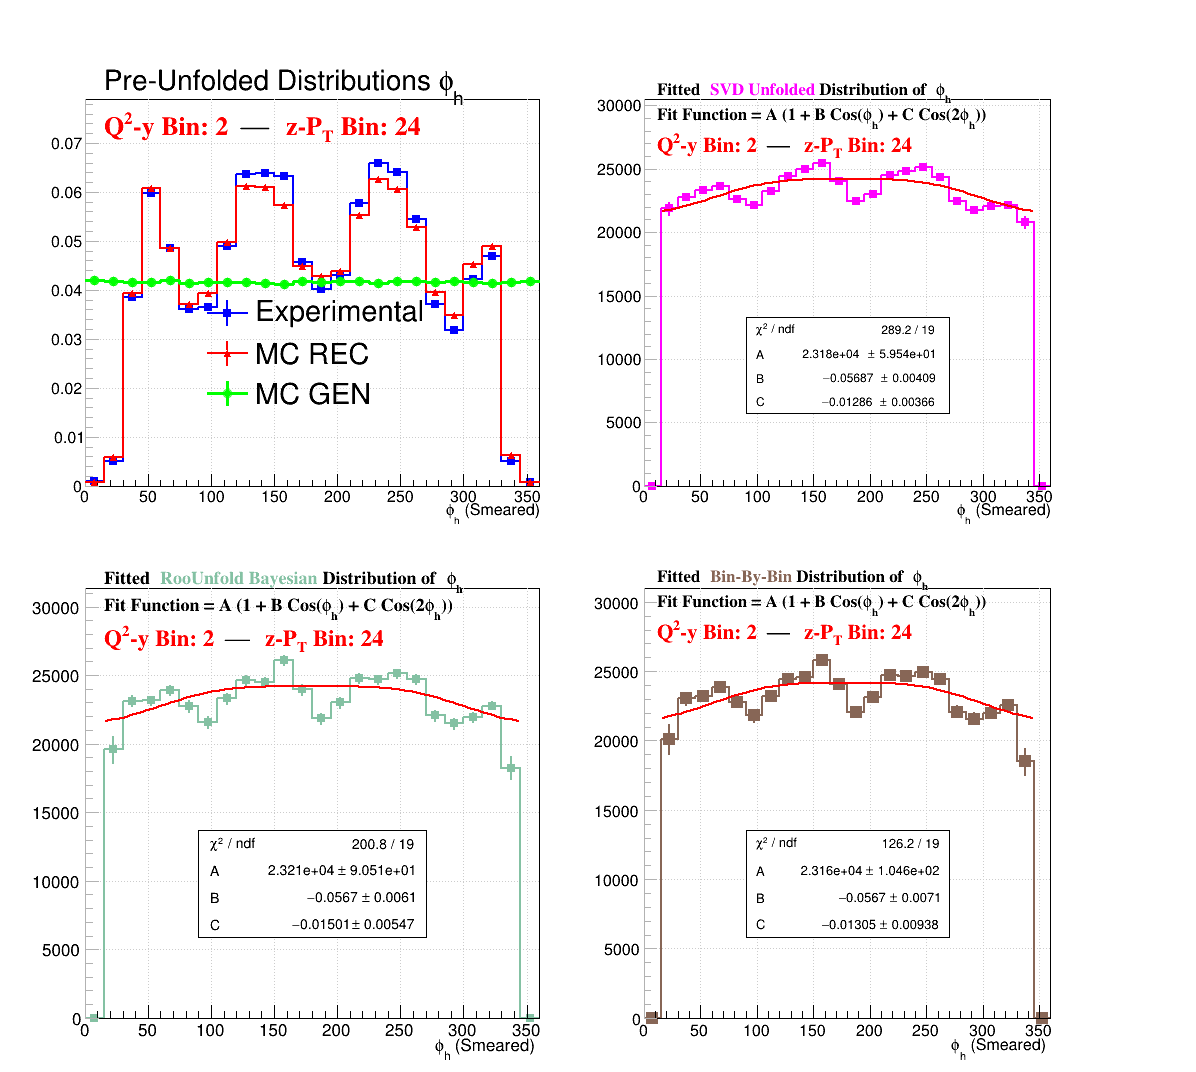 Pre-Unfolded Distributions ϕh
Q2-y Bin: 2 — z-PT Bin: 24
0.07
0.06
0.05
0.04
0.03
0.02
0.01
0
Experimental
MC REC
MC GEN
0 50 100 150 200 250 300 350
ϕh (Smeared)
Fitted SVD Unfolded Distribution of ϕh
Fit Function = A (1 + B Cos(ϕh) + C Cos(2ϕh))
Q2-y Bin: 2 — z-PT Bin: 24
30000
25000
20000
15000
10000
5000
0
χ2 / ndf 289.2 / 19
A 2.318e+04 ± 5.954e+01
B −0.05687 ± 0.00409
C −0.01286 ± 0.00366
0 50 100 150 200 250 300 350
ϕh (Smeared)
Fitted RooUnfold Bayesian Distribution of ϕh
Fit Function = A (1 + B Cos(ϕh) + C Cos(2ϕh))
Q2-y Bin: 2 — z-PT Bin: 24
30000
25000
20000
15000
10000
5000
0
χ2 / ndf 200.8 / 19
A 2.321e+04 ± 9.051e+01
B −0.0567 ± 0.0061
C −0.01501 ± 0.00547
0 50 100 150 200 250 300 350
ϕh (Smeared)
Fitted Bin-By-Bin Distribution of ϕh
Fit Function = A (1 + B Cos(ϕh) + C Cos(2ϕh))
Q2-y Bin: 2 — z-PT Bin: 24
30000
25000
20000
15000
10000
5000
0
χ2 / ndf 126.2 / 19
A 2.316e+04 ± 1.046e+02
B −0.0567 ± 0.0071
C −0.01305 ± 0.00938
0 50 100 150 200 250 300 350
ϕh (Smeared)